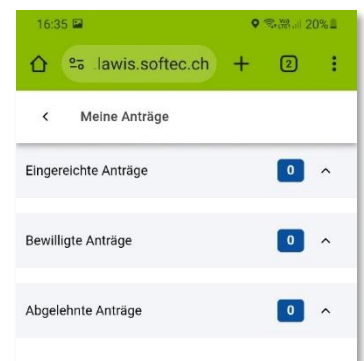 16:35 20%
.lawis.softec.ch 2
Meine Anträge
Eingereichte Anträge 0
Bewilligte Anträge 0
Abgelehnte Anträge 0